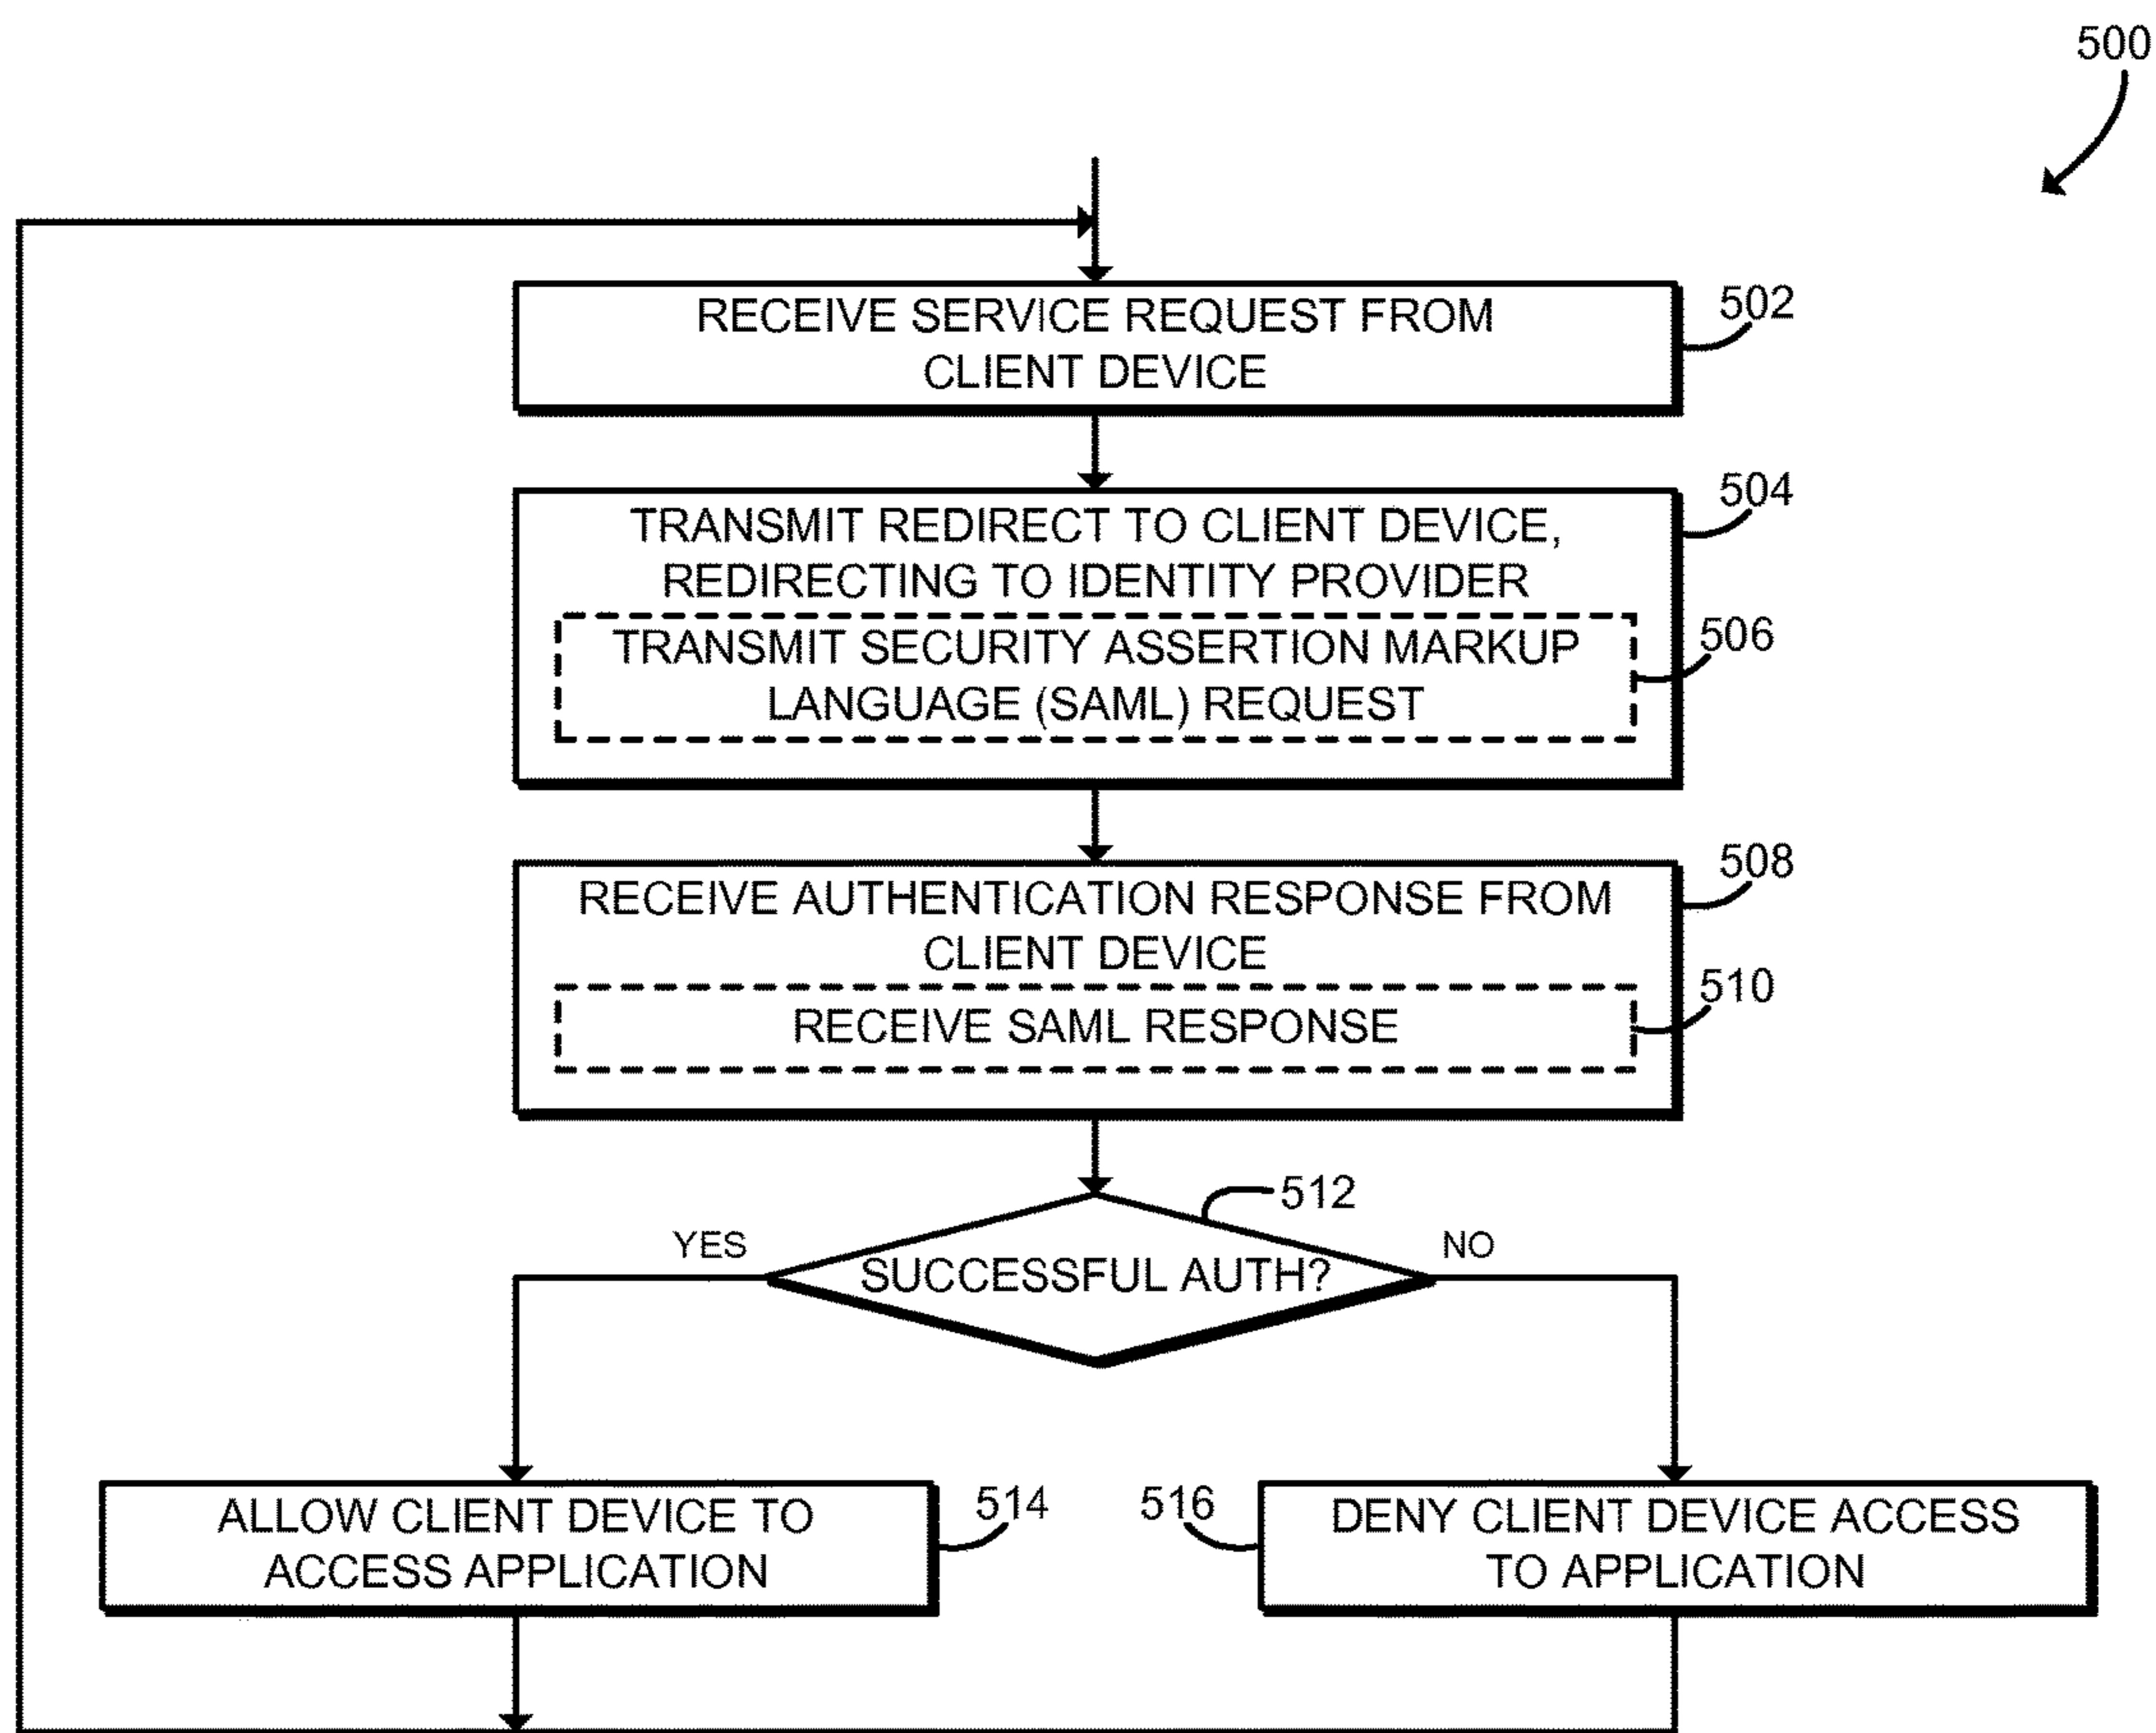 500
RECEIVE SERVICE REQUEST FROM
CLIENT DEVICE
502
TRANSMIT REDIRECT TO CLIENT DEVICE,
REDIRECTING TO IDENTITY PROVIDER
504
TRANSMIT SECURITY ASSERTION MARKUP
LANGUAGE (SAML) REQUEST
506
RECEIVE AUTHENTICATION RESPONSE FROM
CLIENT DEVICE
508
RECEIVE SAML RESPONSE
510
512
YES
SUCCESSFUL AUTH?
NO
ALLOW CLIENT DEVICE TO
ACCESS APPLICATION
514
516
DENY CLIENT DEVICE ACCESS
TO APPLICATION